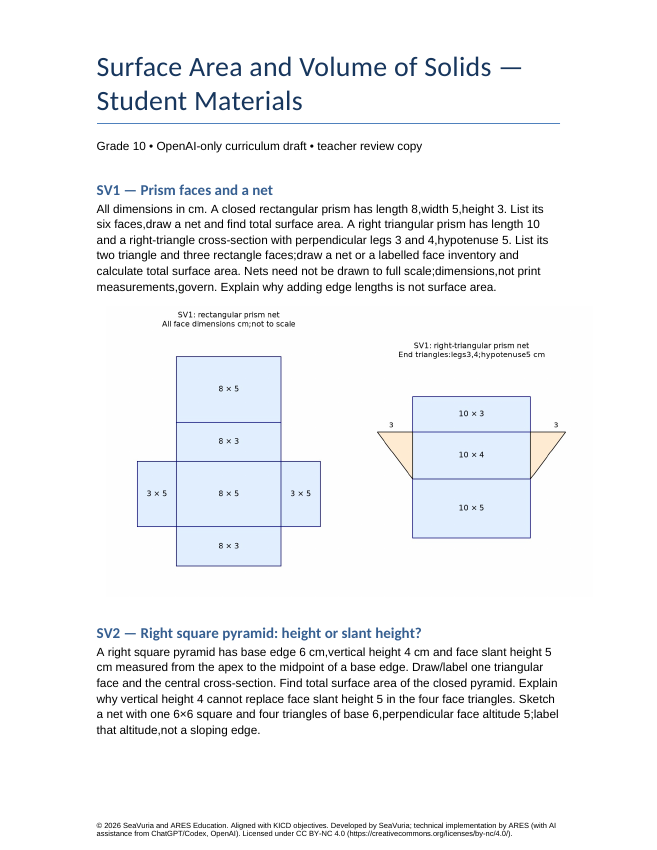 Surface Area and Volume of Solids —
Student Materials
Grade 10 • OpenAI-only curriculum draft • teacher review copy
SV1 — Prism faces and a net
All dimensions in cm. A closed rectangular prism has length 8,width 5,height 3. List its
six faces,draw a net and find total surface area. A right triangular prism has length 10
and a right-triangle cross-section with perpendicular legs 3 and 4,hypotenuse 5. List its
two triangle and three rectangle faces;draw a net or a labelled face inventory and
calculate total surface area. Nets need not be drawn to full scale;dimensions,not print
measurements,govern. Explain why adding edge lengths is not surface area.
SV1: rectangular prism net
All face dimensions cm;not to scale
8 × 5
8 × 3
3 × 5
8 × 5
3 × 5
8 × 3
SV1: right-triangular prism net
End triangles:legs3,4;hypotenuse5 cm
10 × 3
3
3
10 × 4
10 × 5
SV2 — Right square pyramid: height or slant height?
A right square pyramid has base edge 6 cm,vertical height 4 cm and face slant height 5
cm measured from the apex to the midpoint of a base edge. Draw/label one triangular
face and the central cross-section. Find total surface area of the closed pyramid. Explain
why vertical height 4 cannot replace face slant height 5 in the four face triangles. Sketch
a net with one 6×6 square and four triangles of base 6,perpendicular face altitude 5;label
that altitude,not a sloping edge.
© 2026 SeaVuria and ARES Education. Aligned with KICD objectives. Developed by SeaVuria; technical implementation by ARES (with AI
assistance from ChatGPT/Codex, OpenAI). Licensed under CC BY-NC 4.0 (https://creativecommons.org/licenses/by-nc/4.0/).